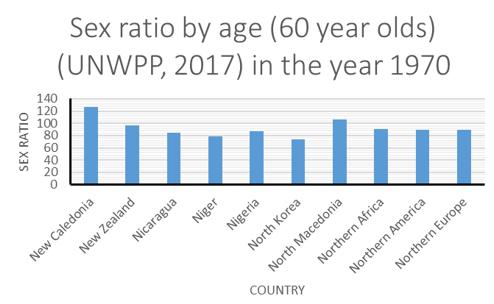 Sex ratio by age (60 year olds)
(UNWPP, 2017) in the year 1970
140
120
100
80
60
40
20
0
SEX RATIO
New Caledonia
New Zealand
Nicaragua
Niger
Nigeria
North Korea
North Macedonia
Northern Africa
Northern America
Northern Europe
COUNTRY